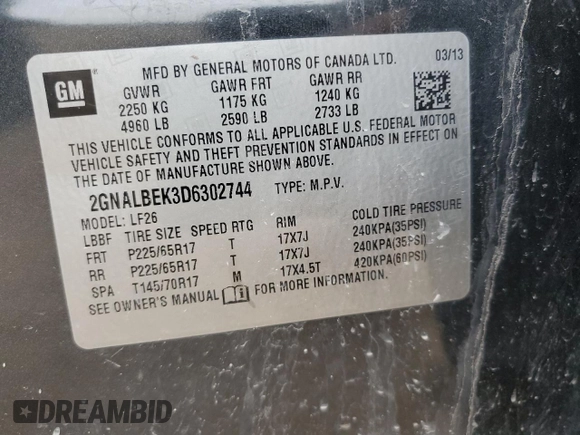 GM
MFD BY GENERAL MOTORS OF CANADA LTD. 03/13
GVWR GAWR FRT GAWR RR
2250 KG 1175 KG 1240 KG
4960 LB 2590 LB 2733 LB
THIS VEHICLE CONFORMS TO ALL APPLICABLE U.S. FEDERAL MOTOR
VEHICLE SAFETY AND THEFT PREVENTION STANDARDS IN EFFECT ON
THE DATE OF MANUFACTURE SHOWN ABOVE.
2GNALBEK3D6302744 TYPE: M.P.V.
MODEL: LF26
LBBF TIRE SIZE SPEED RTG RIM COLD TIRE PRESSURE
FRT P225/65R17 T 17X7J 240KPA(35PSI)
RR P225/65R17 T 17X7J 240KPA(35PSI)
SPA T145/70R17 M 17X4.5T 420KPA(60PSI)
SEE OWNER'S MANUAL i FOR MORE INFORMATION.
DREAMBID